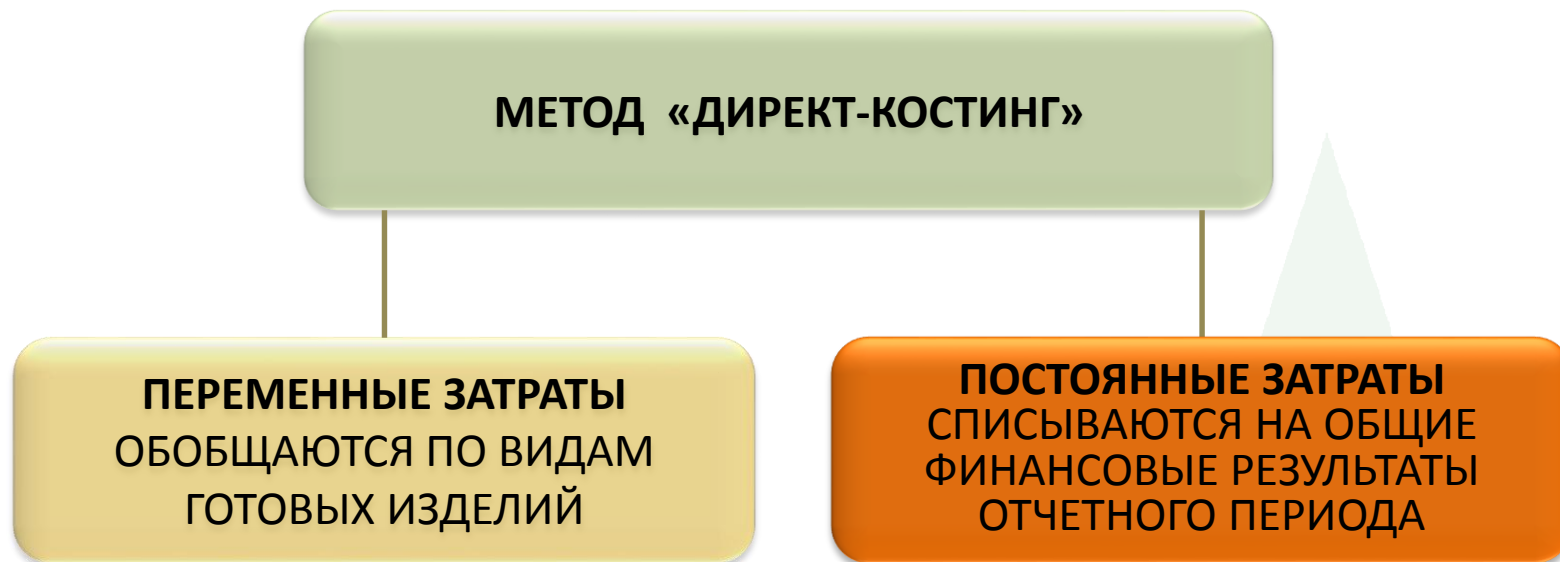 МЕТОД «ДИРЕКТ-КОСТИНГ»
ПЕРЕМЕННЫЕ ЗАТРАТЫ
ОБОБЩАЮТСЯ ПО ВИДАМ
ГОТОВЫХ ИЗДЕЛИЙ
ПОСТОЯННЫЕ ЗАТРАТЫ
СПИСЫВАЮТСЯ НА ОБЩИЕ
ФИНАНСОВЫЕ РЕЗУЛЬТАТЫ
ОТЧЕТНОГО ПЕРИОДА